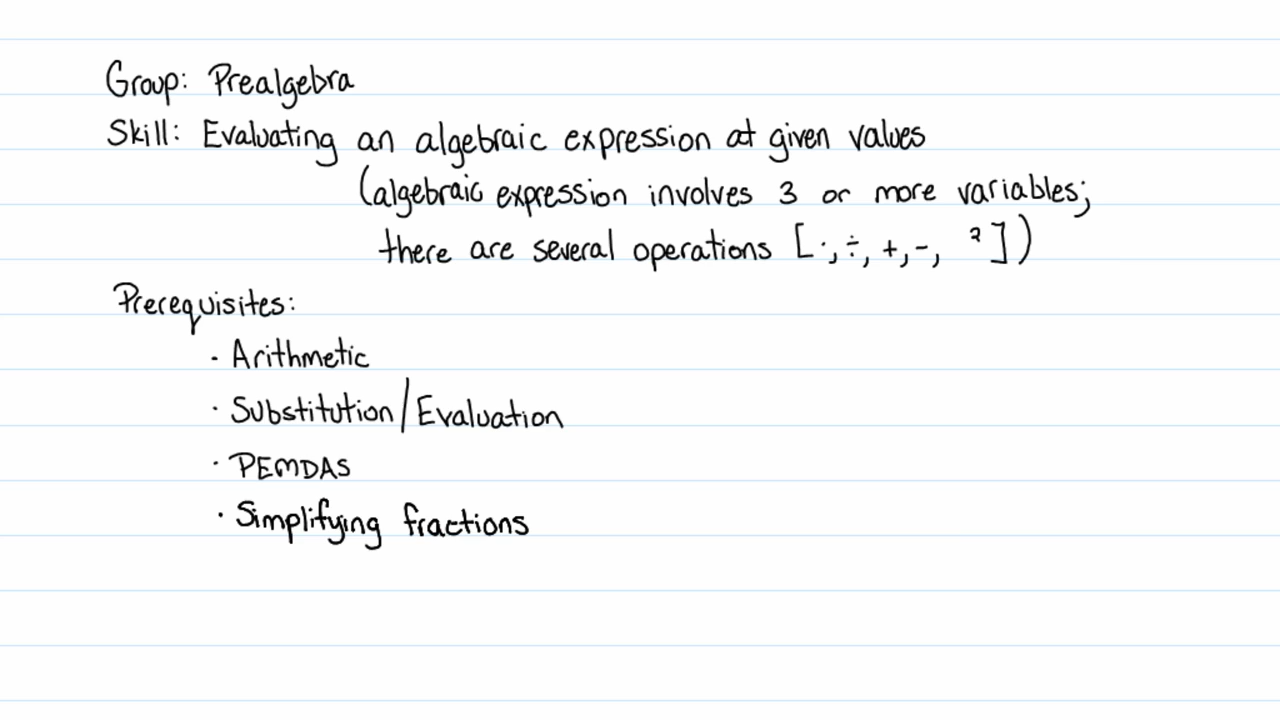 Group: Prealgebra
Skill: Evaluating an algebraic expression at given values
(algebraic expression involves 3 or more variables;
there are several operations [·, ÷, +, -, ²])
Prerequisites:
· Arithmetic
· Substitution/Evaluation
· PEMDAS
· Simplifying fractions